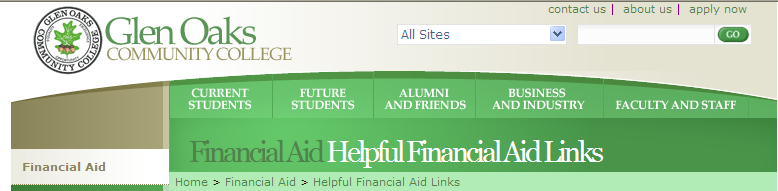 contact us | about us | apply now
GLEN OAKS
COMMUNITY COLLEGE
Glen Oaks
COMMUNITY COLLEGE
All Sites
GO
CURRENT
STUDENTS
FUTURE
STUDENTS
ALUMNI
AND FRIENDS
BUSINESS
AND INDUSTRY
FACULTY AND STAFF
Financial Aid Helpful Financial Aid Links
Financial Aid
Home > Financial Aid > Helpful Financial Aid Links